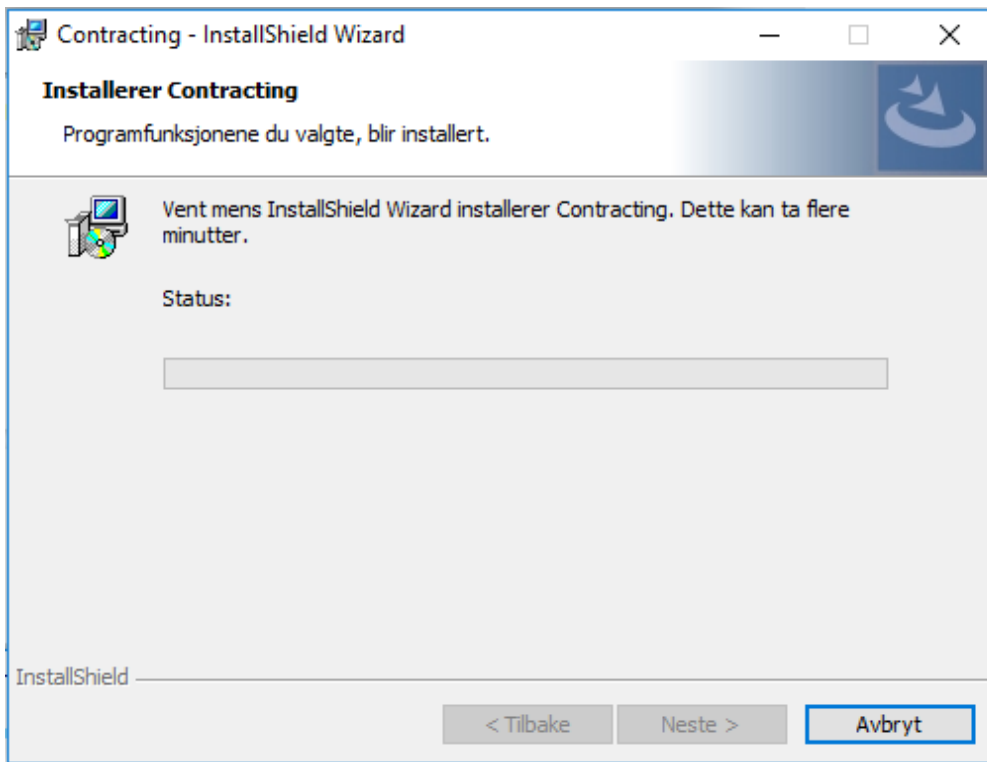 Contracting - InstallShield Wizard
Installerer Contracting
Programfunksjonene du valgte, blir installert.
Vent mens InstallShield Wizard installerer Contracting. Dette kan ta flere
minutter.
Status:
InstallShield
< Tilbake
Neste >
Avbryt